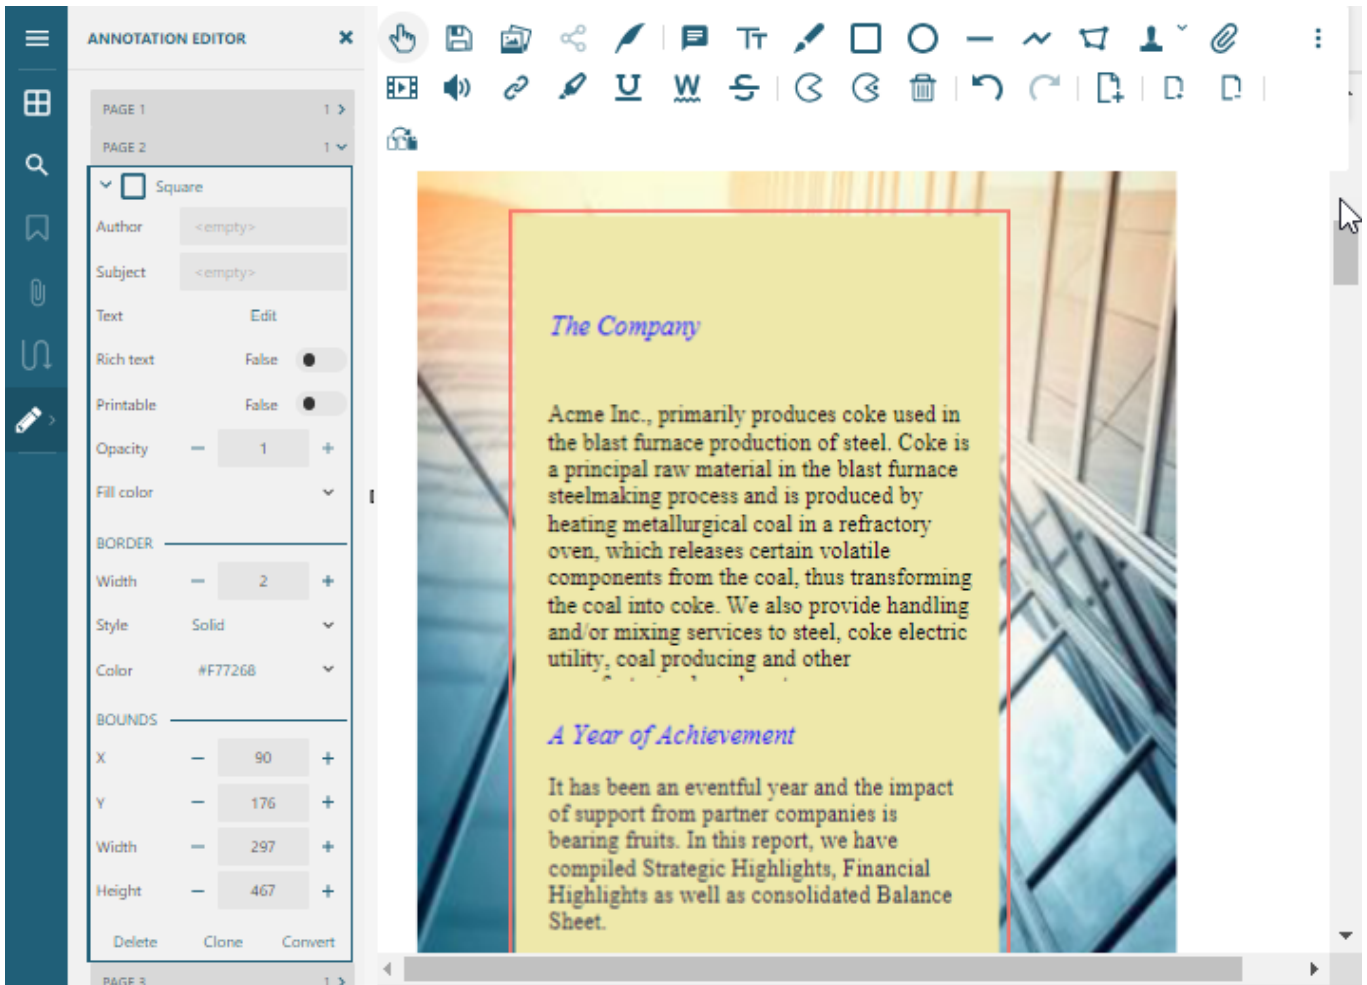 ANNOTATION EDITOR
PAGE 1 1
PAGE 2 1
Square
Author <empty>
Subject <empty>
Text Edit
Rich text False
Printable False
Opacity 1
Fill color
BORDER
Width 2
Style Solid
Color #F77268
BOUNDS
X 90
Y 176
Width 297
Height 467
Delete Clone Convert
PAGE 3 1
The Company
Acme Inc., primarily produces coke used in
the blast furnace production of steel. Coke is
a principal raw material in the blast furnace
steelmaking process and is produced by
heating metallurgical coal in a refractory
oven, which releases certain volatile
components from the coal, thus transforming
the coal into coke. We also provide handling
and/or mixing services to steel, coke electric
utility, coal producing and other
A Year of Achievement
It has been an eventful year and the impact
of support from partner companies is
bearing fruits. In this report, we have
compiled Strategic Highlights, Financial
Highlights as well as consolidated Balance
Sheet.